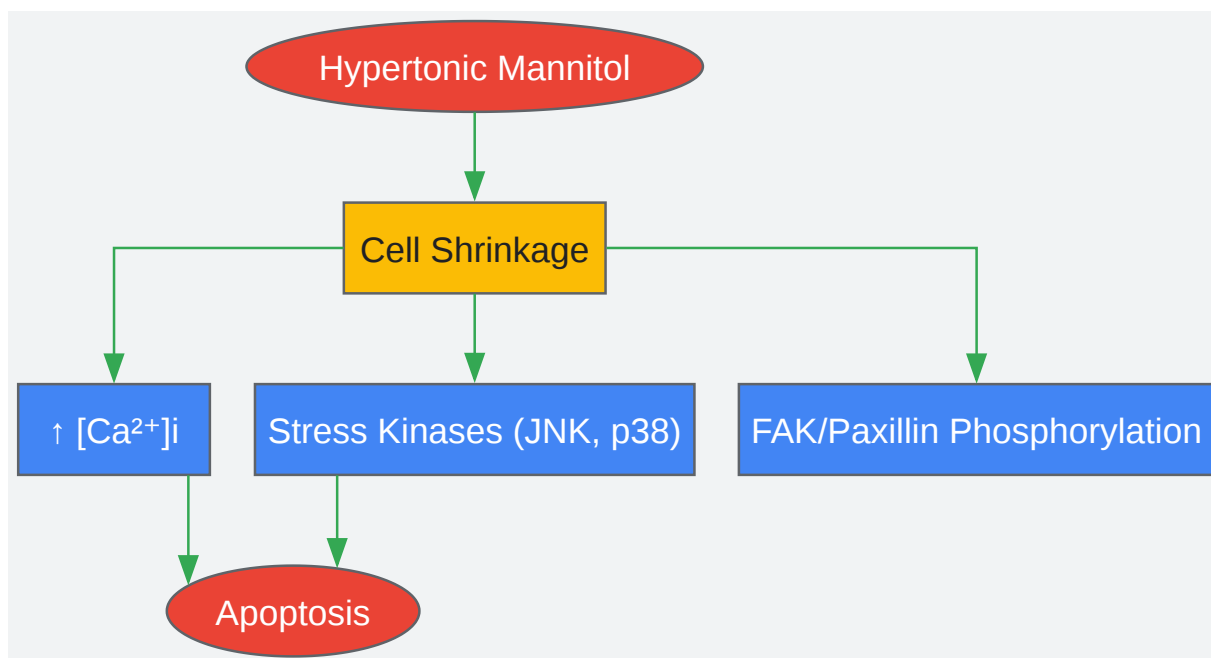 Hypertonic Mannitol
Cell Shrinkage
↑ [Ca²⁺]i
Stress Kinases (JNK, p38)
FAK/Paxillin Phosphorylation
Apoptosis